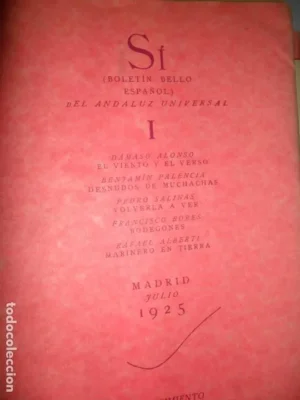 Sí
(BOLETÍN BELLO
ESPAÑOL)
DEL ANDALUZ UNIVERSAL
I
DÁMASO ALONSO
EL VIENTO Y EL VERSO
BENJAMÍN PALENCIA
DESNUDOS DE MUCHACHAS
PEDRO SALINAS
VOLVERLA A VER
FRANCISCO BORES
BODEGONES
RAFAEL ALBERTI
MARINERO EN TIERRA
MADRID
JULIO
1925
todocoleccion